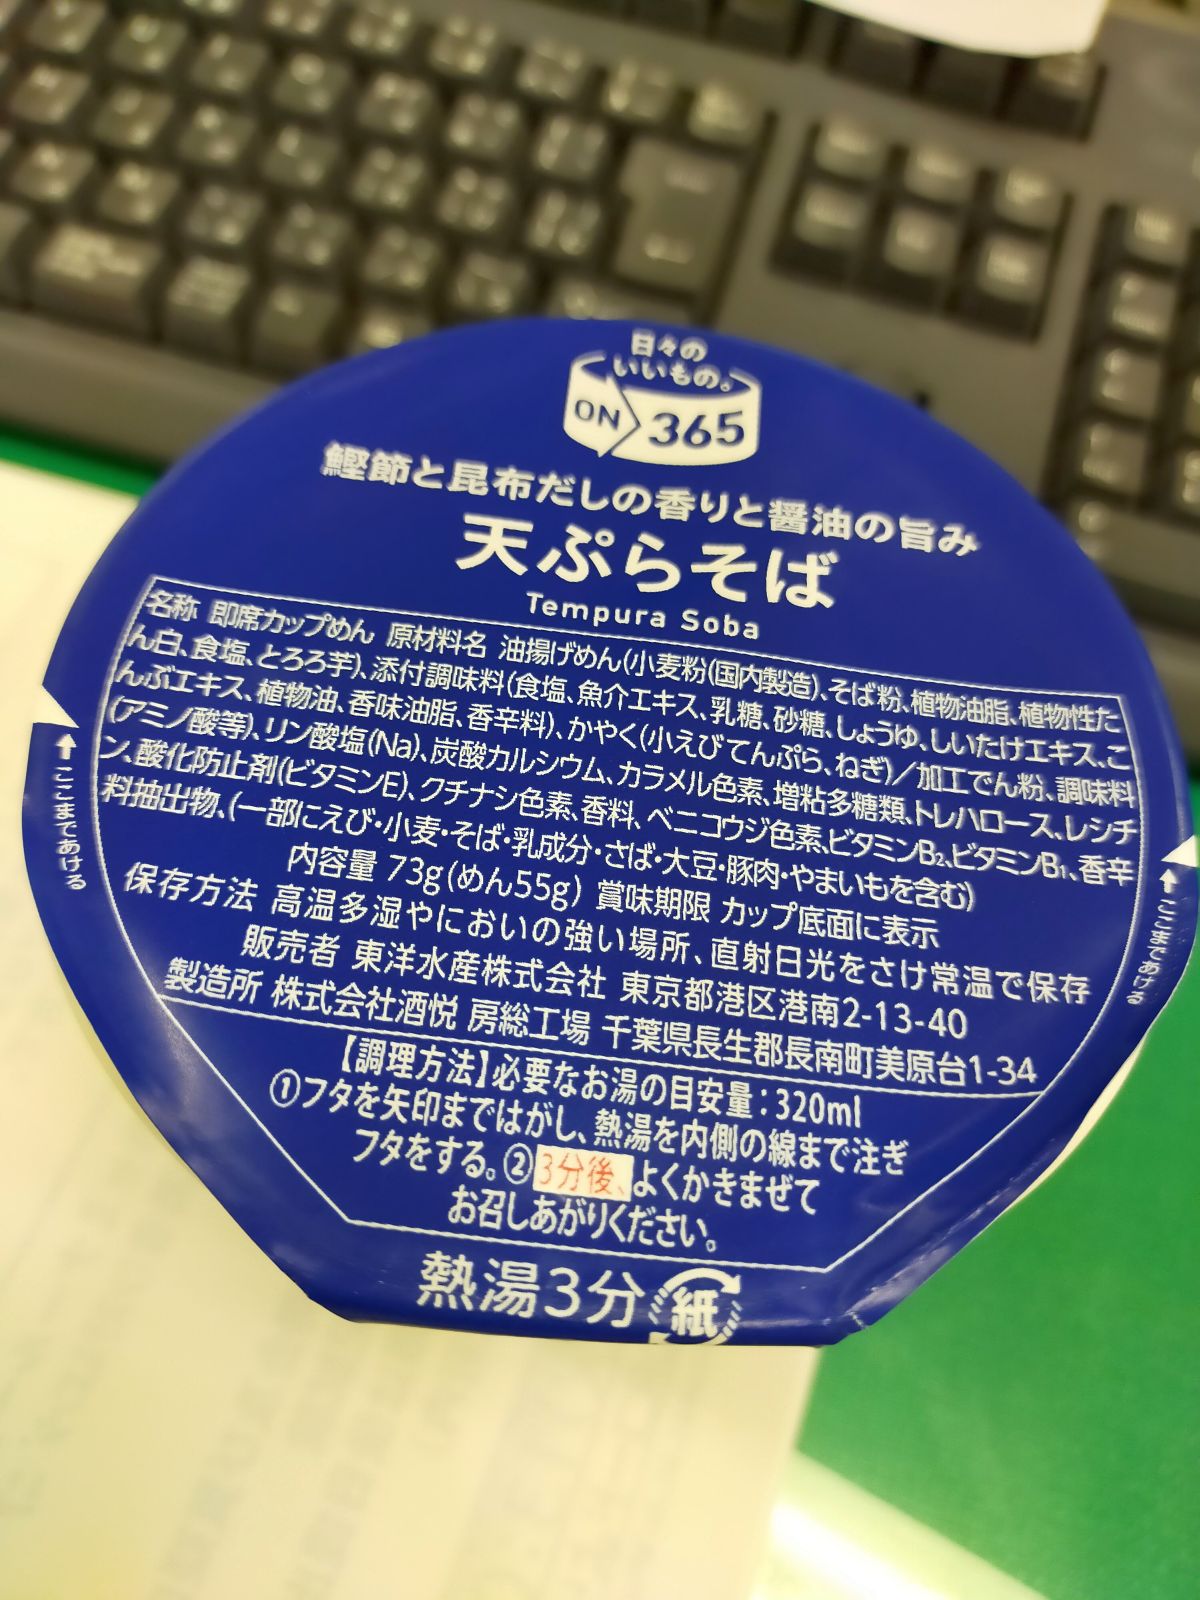 日々の
いいもの。
ON 365
鰹節と昆布だしの香りと醤油の旨み
天ぷらそば
Tempura Soba
名称 即席カップめん 原材料名 油揚げめん(小麦粉(国内製造)、そば粉、植物油脂、植物性た
ん白、食塩、とろろ芋)、添付調味料(食塩、魚介エキス、乳糖、砂糖、しょうゆ、しいたけエキス、こ
んぶエキス、植物油、香味油脂、香辛料)、かやく(小えびてんぷら、ねぎ)/加工でん粉、調味料
(アミノ酸等)、リン酸塩(Na)、炭酸カルシウム、カラメル色素、増粘多糖類、トレハロース、レシチ
ン、酸化防止剤(ビタミンE)、クチナシ色素、香料、ベニコウジ色素、ビタミンB₂、ビタミンB₁、香辛
料抽出物、(一部にえび・小麦・そば・乳成分・さば・大豆・豚肉・やまいもを含む)
内容量 73g(めん55g) 賞味期限 カップ底面に表示
保存方法 高温多湿やにおいの強い場所、直射日光をさけ常温で保存
販売者 東洋水産株式会社 東京都港区港南2-13-40
製造所 株式会社酒悦 房総工場 千葉県長生郡長南町美原台1-34
↑ここまであける
↑ここまであける
【調理方法】必要なお湯の目安量:320ml
①フタを矢印まではがし、熱湯を内側の線まで注ぎ
フタをする。②3分後、よくかきまぜて
お召しあがりください。
熱湯3分 紙